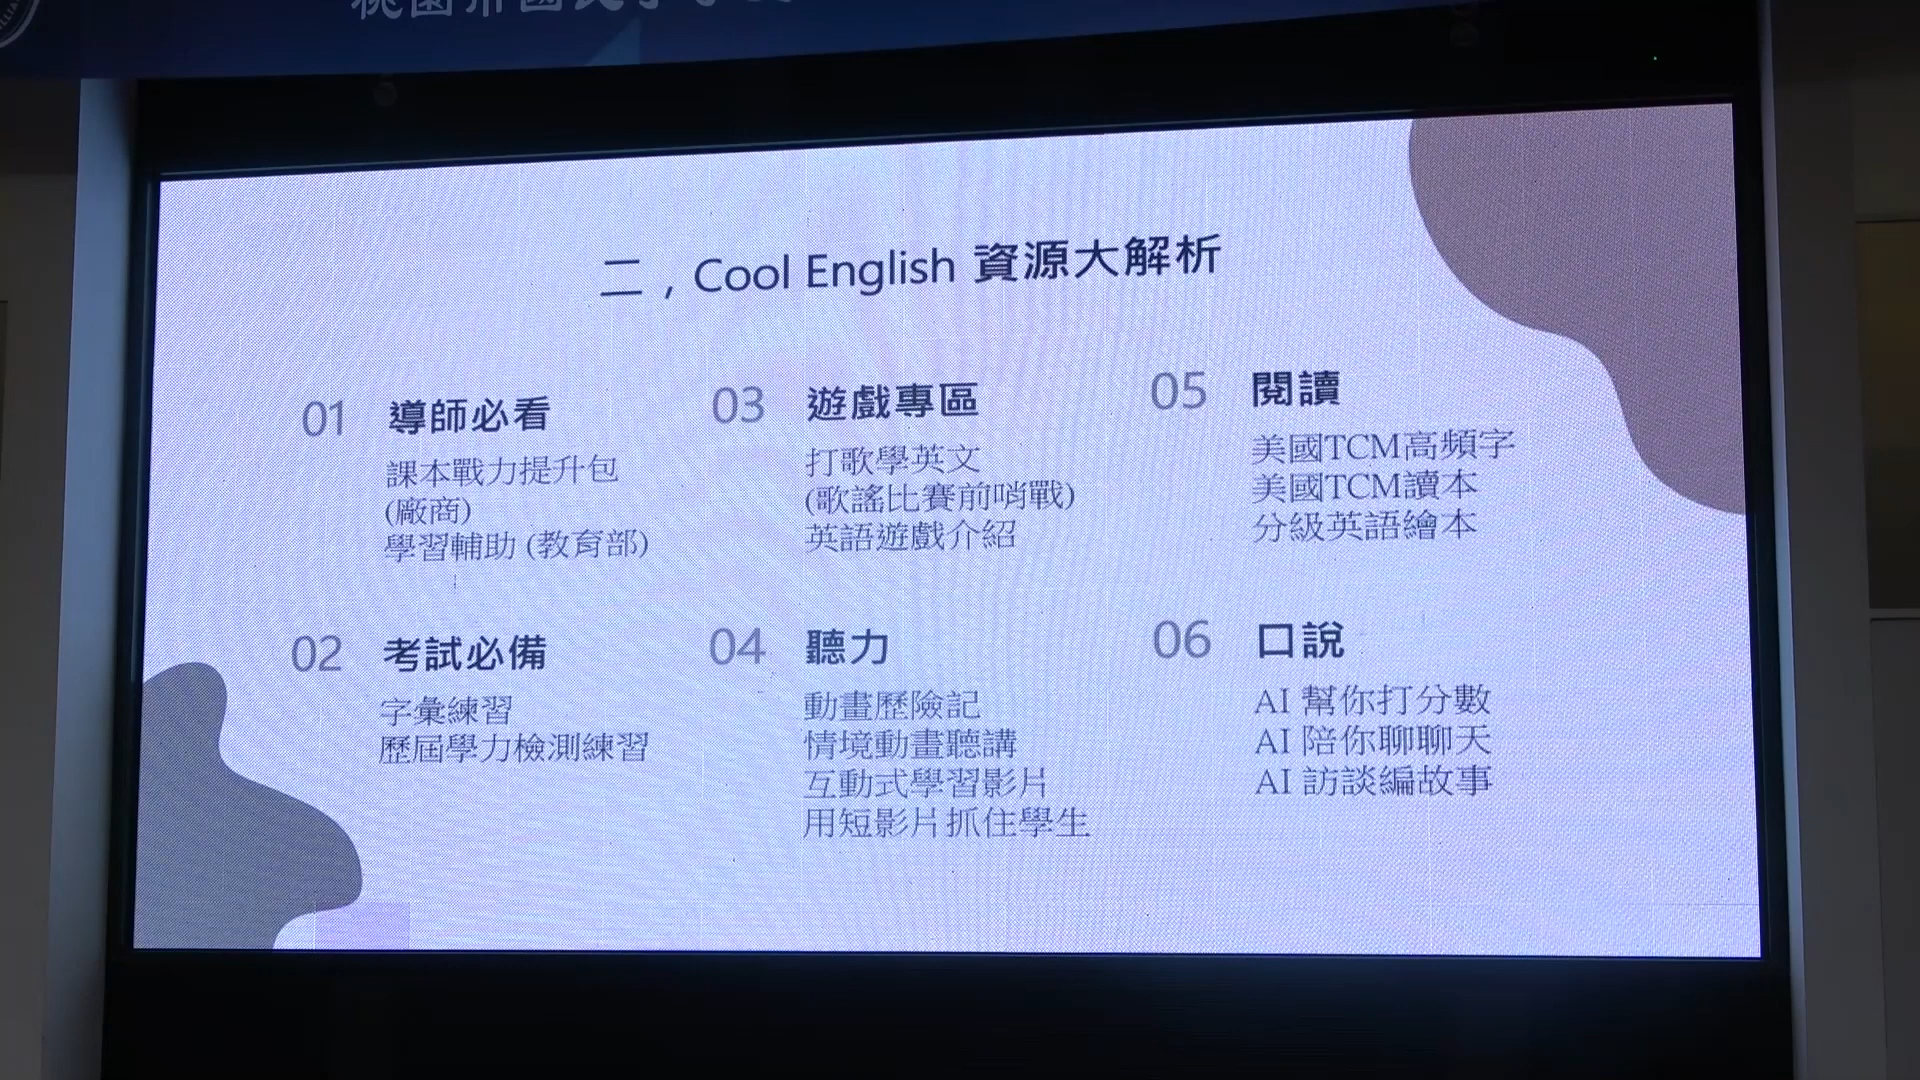 二，Cool English 資源大解析
01 導師必看
課本戰力提升包
(廠商)
學習輔助 (教育部)
02 考試必備
字彙練習
歷屆學力檢測練習
03 遊戲專區
打歌學英文
(歌謠比賽前哨戰)
英語遊戲介紹
04 聽力
動畫歷險記
情境動畫聽講
互動式學習影片
用短影片抓住學生
05 閱讀
美國TCM高頻字
美國TCM讀本
分級英語繪本
06 口說
AI 幫你打分數
AI 陪你聊聊天
AI 訪談編故事